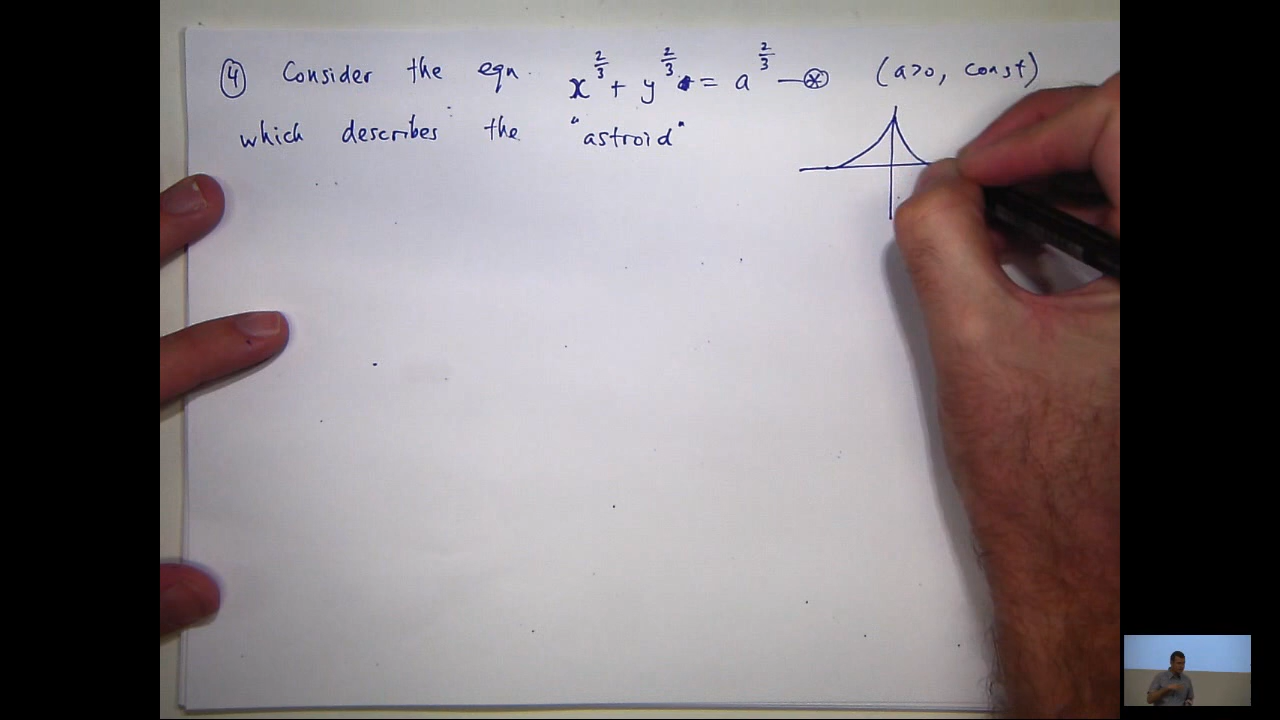 ④ Consider the eqn. x^{2/3} + y^{2/3} = a^{2/3} —⊛ (a>0, const)
which describes the "astroid"